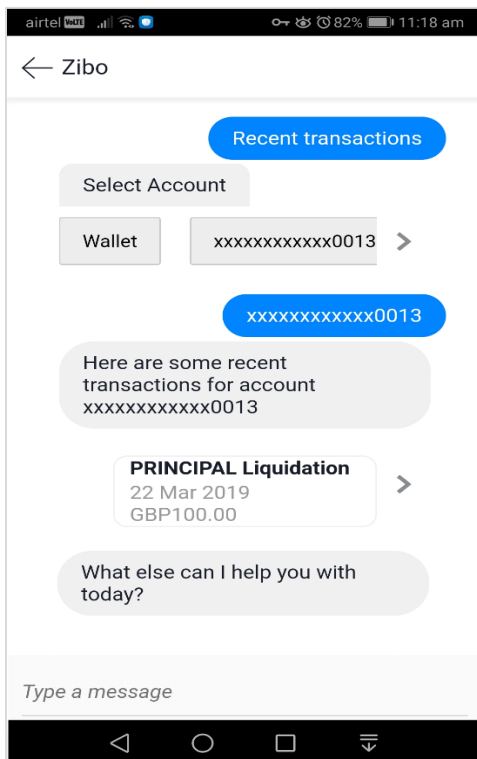 airtel VoLTE 82% 11:18 am
Zibo
Recent transactions
Select Account
Wallet xxxxxxxxxxxx0013
xxxxxxxxxxxx0013
Here are some recent
transactions for account
xxxxxxxxxxxx0013
PRINCIPAL Liquidation
22 Mar 2019
GBP100.00
What else can I help you with
today?
Type a message